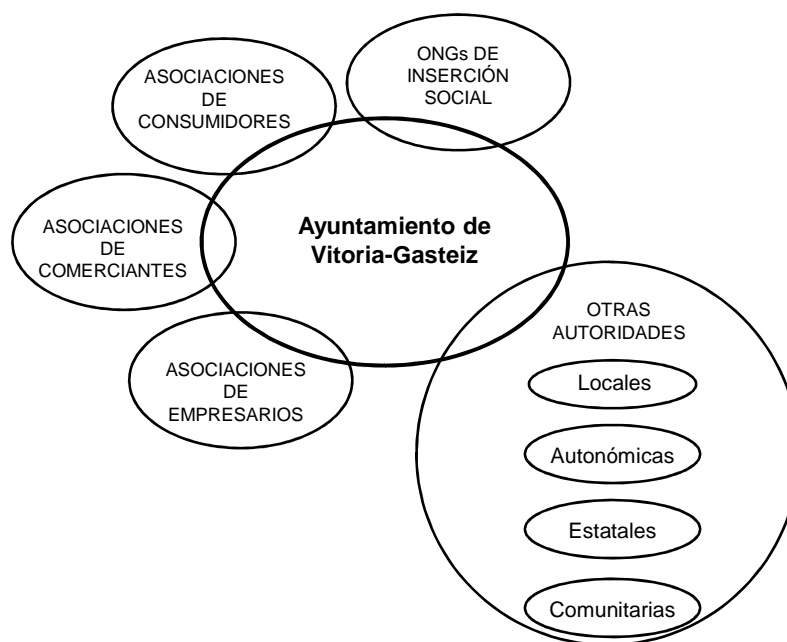 ONGs DE
INSERCIÓN
SOCIAL
ASOCIACIONES
DE
CONSUMIDORES
ASOCIACIONES
DE
COMERCIANTES
Ayuntamiento de
Vitoria-Gasteiz
ASOCIACIONES
DE
EMPRESARIOS
OTRAS
AUTORIDADES
Locales
Autonómicas
Estatales
Comunitarias